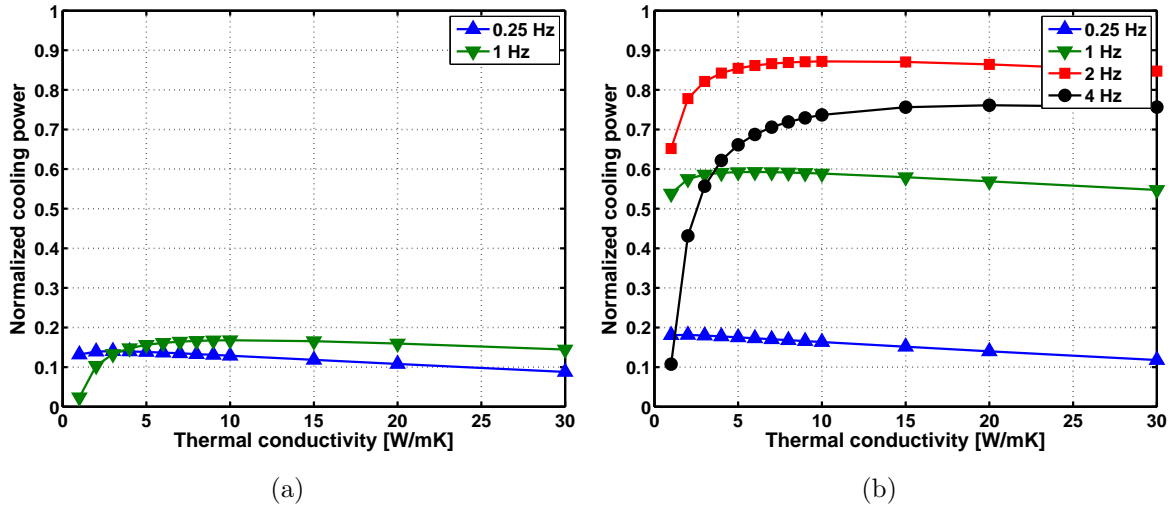 1
0.9
0.8
0.7
0.6
0.5
0.4
0.3
0.2
0.1
0
0 5 10 15 20 25 30
Normalized cooling power
Thermal conductivity [W/mK]
0.25 Hz
1 Hz
(a)
1
0.9
0.8
0.7
0.6
0.5
0.4
0.3
0.2
0.1
0
0 5 10 15 20 25 30
Normalized cooling power
Thermal conductivity [W/mK]
0.25 Hz
1 Hz
2 Hz
4 Hz
(b)